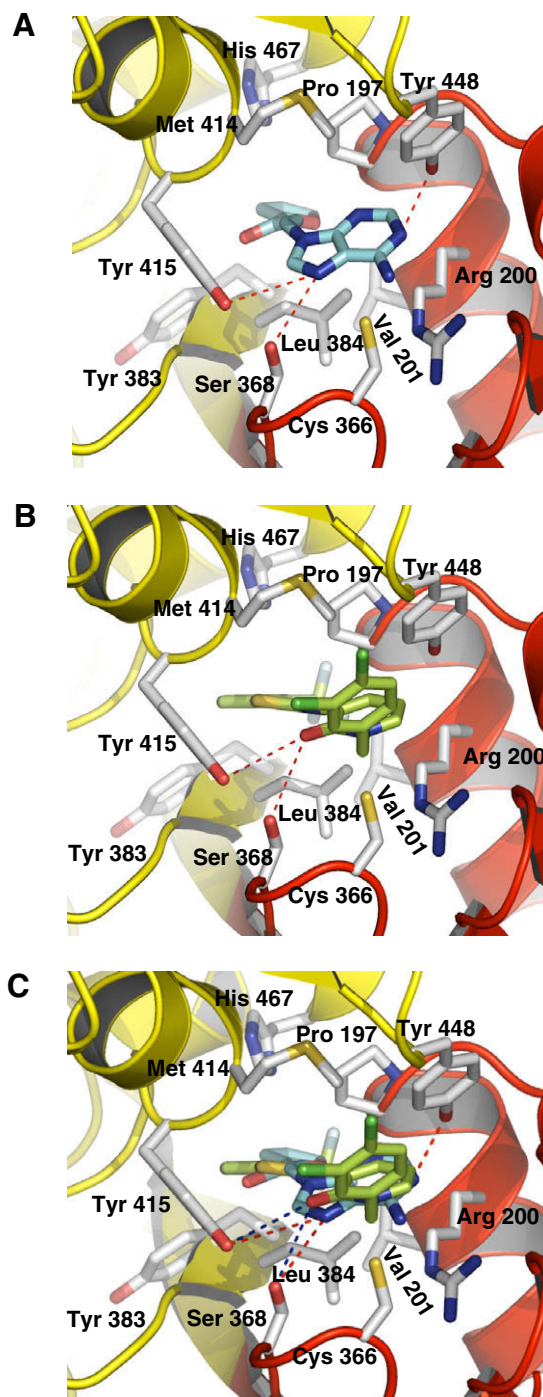 A
His 467
Pro 197
Tyr 448
Met 414
Tyr 415
Arg 200
Leu 384
Val 201
Tyr 383
Ser 368
Cys 366
B
His 467
Pro 197
Tyr 448
Met 414
Tyr 415
Arg 200
Leu 384
Val 201
Tyr 383
Ser 368
Cys 366
C
His 467
Pro 197
Tyr 448
Met 414
Tyr 415
Arg 200
Leu 384
Val 201
Tyr 383
Ser 368
Cys 366